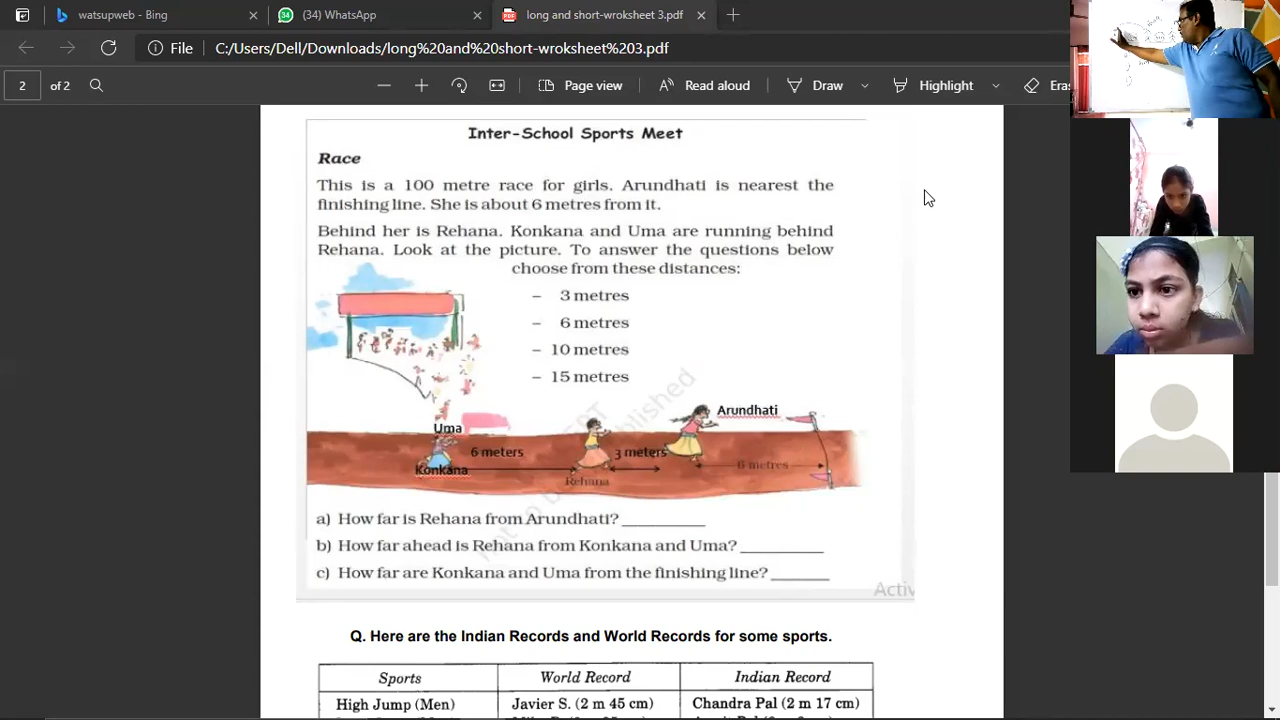 watsupweb - Bing
(34) WhatsApp
long and short-wroksheet 3.pdf
File
C:/Users/Dell/Downloads/long%20and%20short-wroksheet%203.pdf
2
of 2
Page view
Read aloud
Draw
Highlight
Eras
Inter-School Sports Meet
Race
This is a 100 metre race for girls. Arundhati is nearest the
finishing line. She is about 6 metres from it.
Behind her is Rehana. Konkana and Uma are running behind
Rehana. Look at the picture. To answer the questions below
choose from these distances:
– 3 metres
– 6 metres
– 10 metres
– 15 metres
Arundhati
Uma
6 meters
3 meters
6 metres
Konkana
Rehana
a) How far is Rehana from Arundhati? __________
b) How far ahead is Rehana from Konkana and Uma? __________
c) How far are Konkana and Uma from the finishing line? _______
Activ
Q. Here are the Indian Records and World Records for some sports.
Sports World Record Indian Record
High Jump (Men) Javier S. (2 m 45 cm) Chandra Pal (2 m 17 cm)